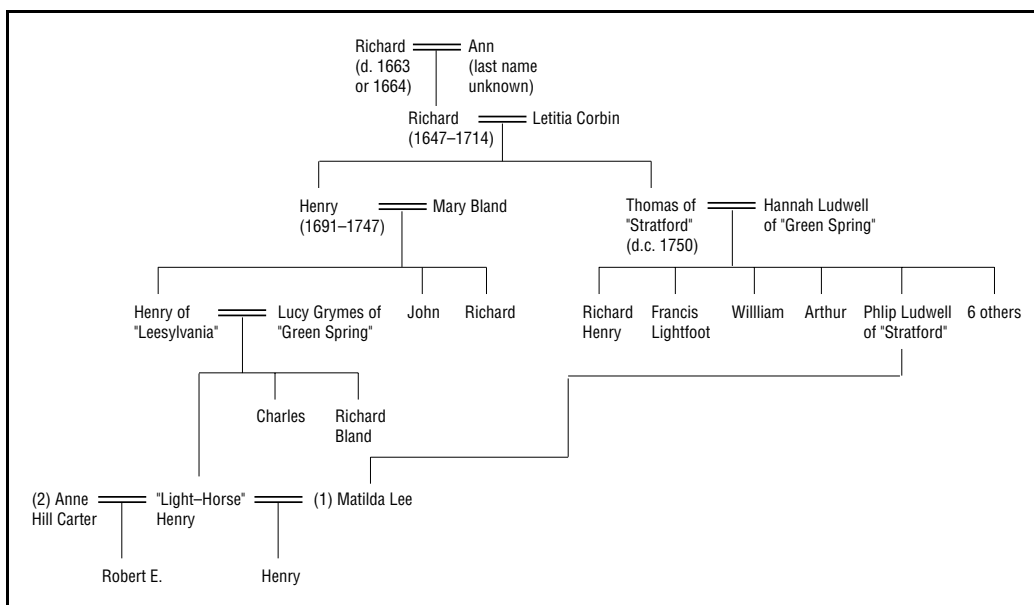 Richard
(d. 1663
or 1664)
Ann
(last name
unknown)
Richard
(1647–1714)
Letitia Corbin
Henry
(1691–1747)
Mary Bland
Thomas of
"Stratford"
(d.c. 1750)
Hannah Ludwell
of "Green Spring"
Henry of
"Leesylvania"
Lucy Grymes of
"Green Spring"
John
Richard
Richard
Henry
Francis
Lightfoot
Willliam
Arthur
Phlip Ludwell
of "Stratford"
6 others
Charles
Richard
Bland
(2) Anne
Hill Carter
"Light–Horse"
Henry
(1) Matilda Lee
Robert E.
Henry